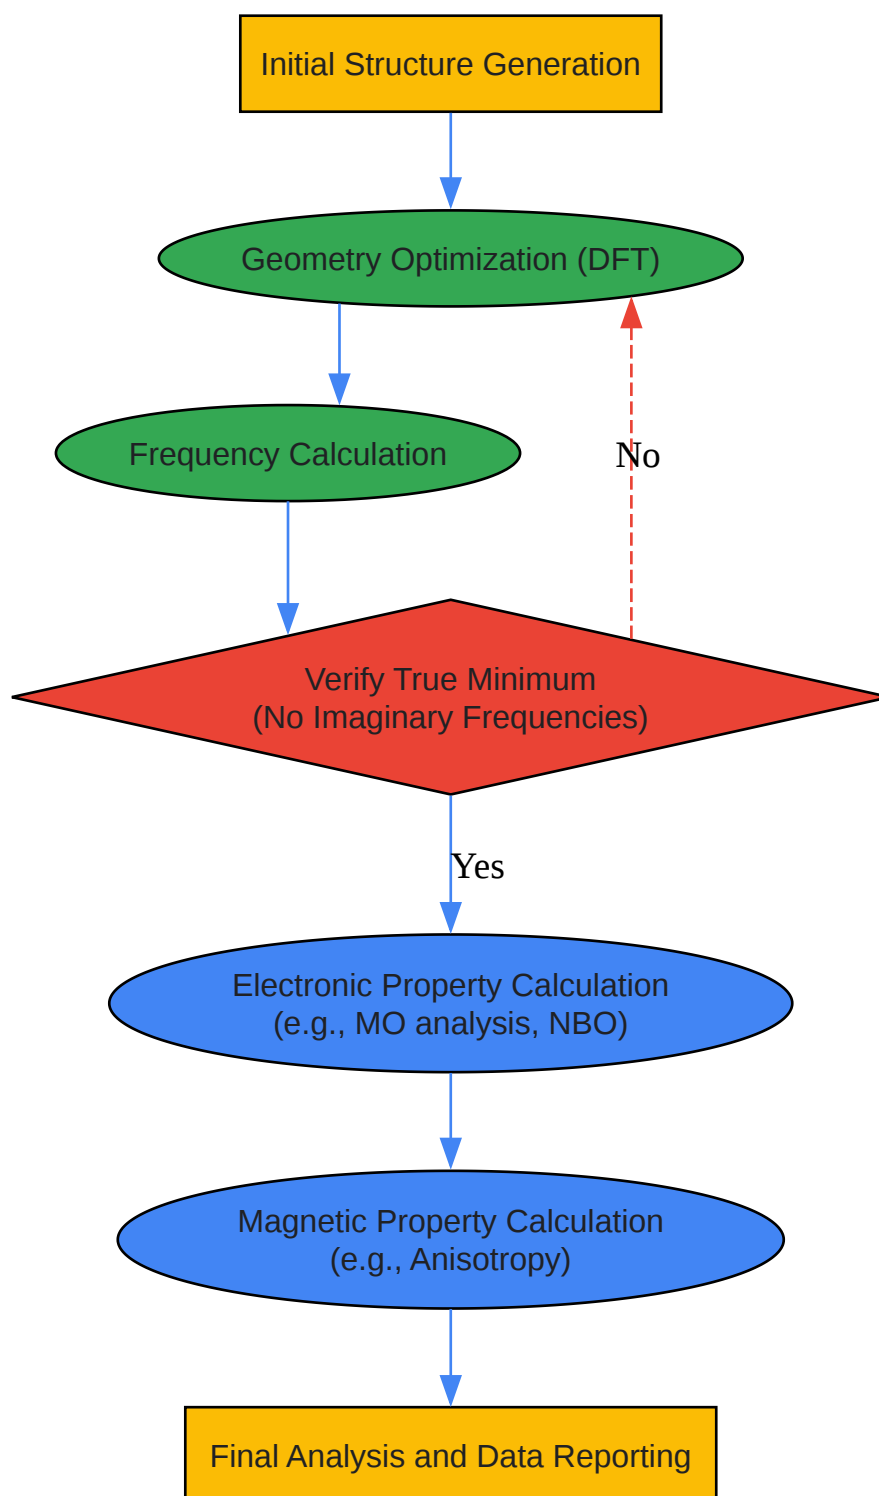 Initial Structure Generation
Geometry Optimization (DFT)
Frequency Calculation
No
Verify True Minimum
(No Imaginary Frequencies)
Yes
Electronic Property Calculation
(e.g., MO analysis, NBO)
Magnetic Property Calculation
(e.g., Anisotropy)
Final Analysis and Data Reporting